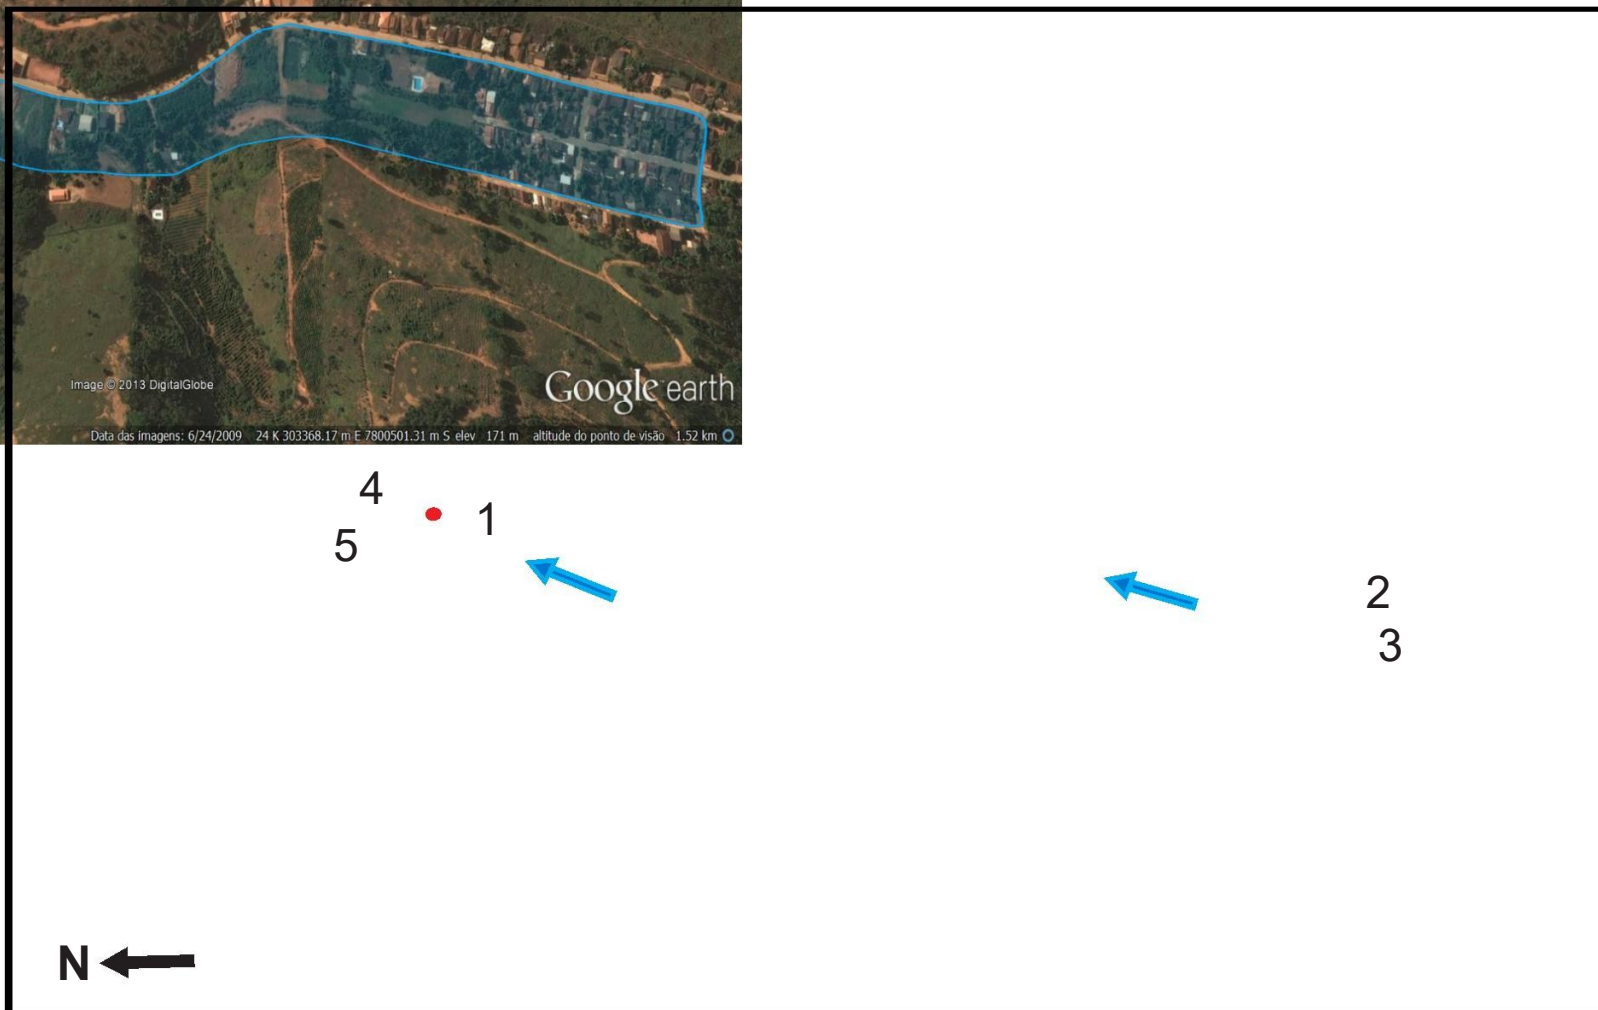 Image © 2013 DigitalGlobe
Google earth
Data das imagens: 6/24/2009 24 K 303368.17 m E 7800501.31 m S elev 171 m altitude do ponto de visão 1.52 km
4
1
5
2
3
N